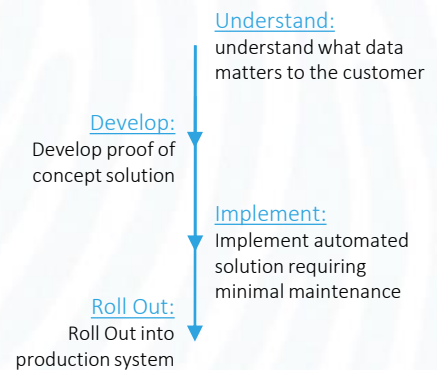 Understand:
understand what data
matters to the customer
Develop:
Develop proof of
concept solution
Implement:
Implement automated
solution requiring
minimal maintenance
Roll Out:
Roll Out into
production system